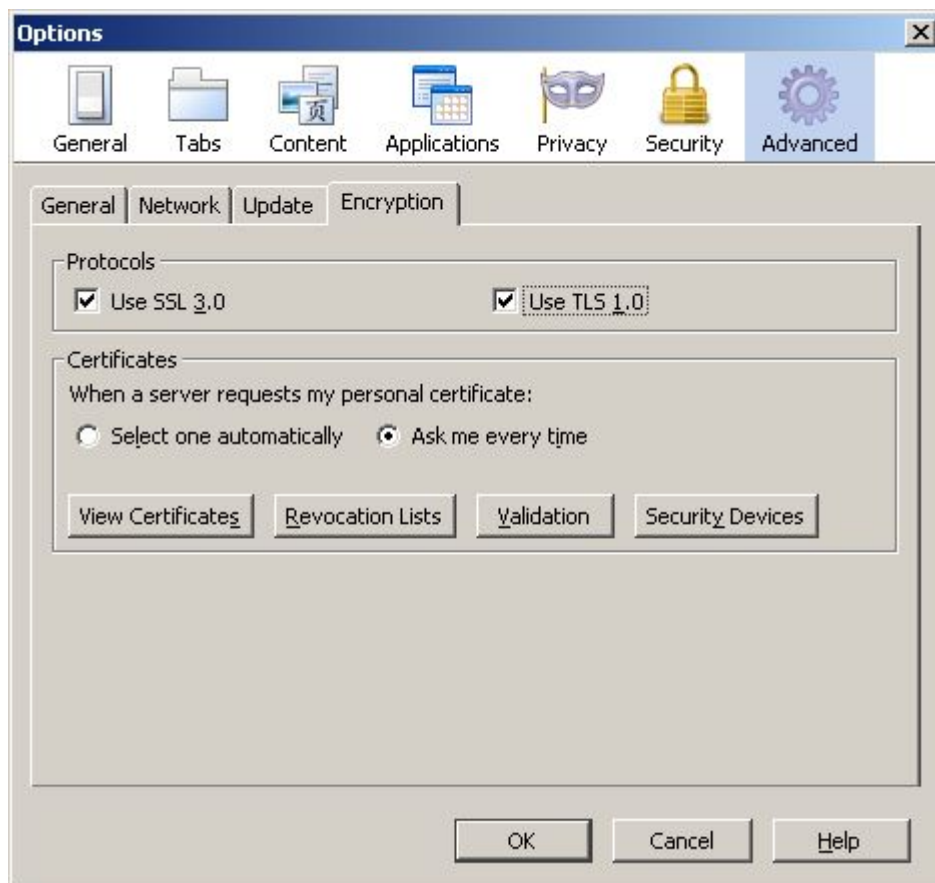 Options
General Tabs Content Applications Privacy Security Advanced
页
General Network Update Encryption
Protocols
Use SSL 3.0 Use TLS 1.0
Certificates
When a server requests my personal certificate:
Select one automatically Ask me every time
View Certificates Revocation Lists Validation Security Devices
OK Cancel Help